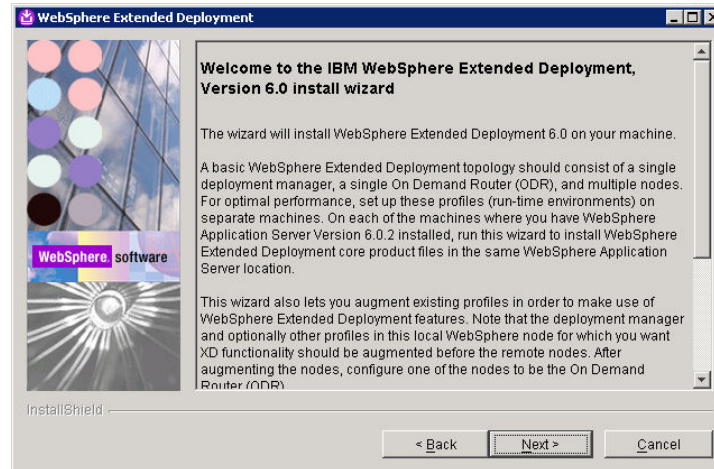 WebSphere Extended Deployment
Welcome to the IBM WebSphere Extended Deployment,
Version 6.0 install wizard
The wizard will install WebSphere Extended Deployment 6.0 on your machine.
A basic WebSphere Extended Deployment topology should consist of a single
deployment manager, a single On Demand Router (ODR), and multiple nodes.
For optimal performance, set up these profiles (run-time environments) on
separate machines. On each of the machines where you have WebSphere
Application Server Version 6.0.2 installed, run this wizard to install WebSphere
Extended Deployment core product files in the same WebSphere Application
Server location.
This wizard also lets you augment existing profiles in order to make use of
WebSphere Extended Deployment features. Note that the deployment manager
and optionally other profiles in this local WebSphere node for which you want
XD functionality should be augmented before the remote nodes. After
augmenting the nodes, configure one of the nodes to be the On Demand
Router (ODR)
WebSphere. software
InstallShield
< Back
Next >
Cancel